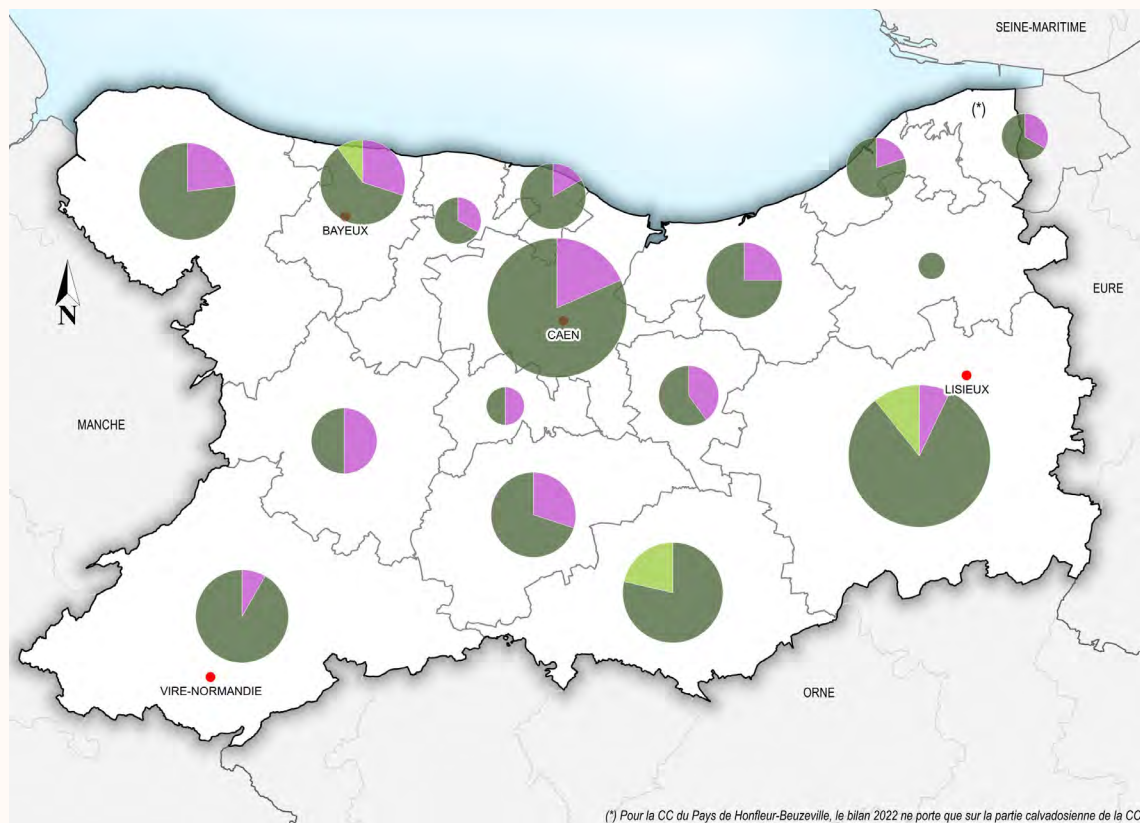 SEINE-MARITIME
(*)
BAYEUX
EURE
CAEN
LISIEUX
MANCHE
N
VIRE-NORMANDIE
ORNE
(*) Pour la CC du Pays de Honfleur-Beuzeville, le bilan 2022 ne porte que sur la partie calvadosienne de la CC